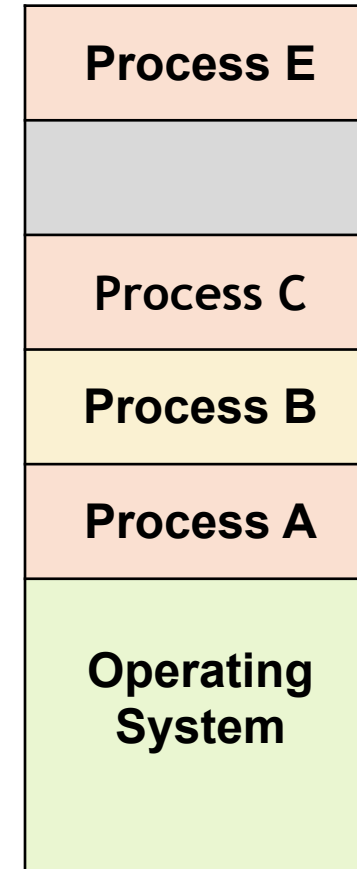 Process E
Process C
Process B
Process A
Operating
System